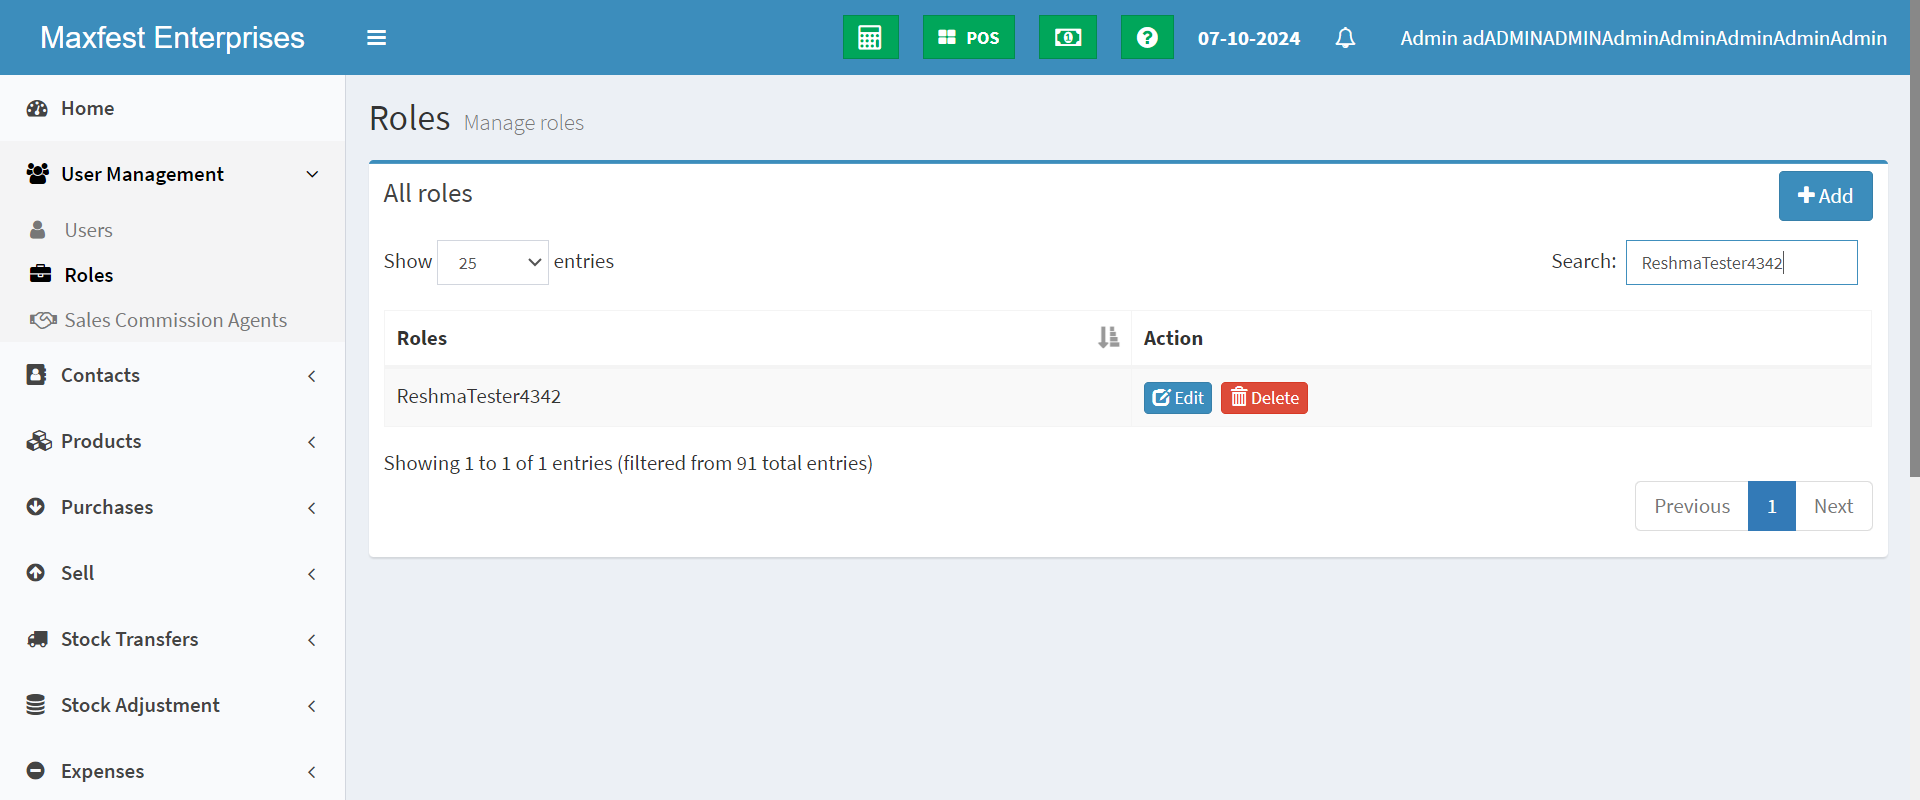 Maxfest Enterprises
POS
07-10-2024
Admin adADMINADMINAdminAdminAdminAdminAdmin
Home
User Management
Users
Roles
Sales Commission Agents
Contacts
Products
Purchases
Sell
Stock Transfers
Stock Adjustment
Expenses
Roles Manage roles
All roles
Add
Show 25 entries
Search: ReshmaTester4342
Roles Action
ReshmaTester4342 Edit Delete
Showing 1 to 1 of 1 entries (filtered from 91 total entries)
Previous 1 Next